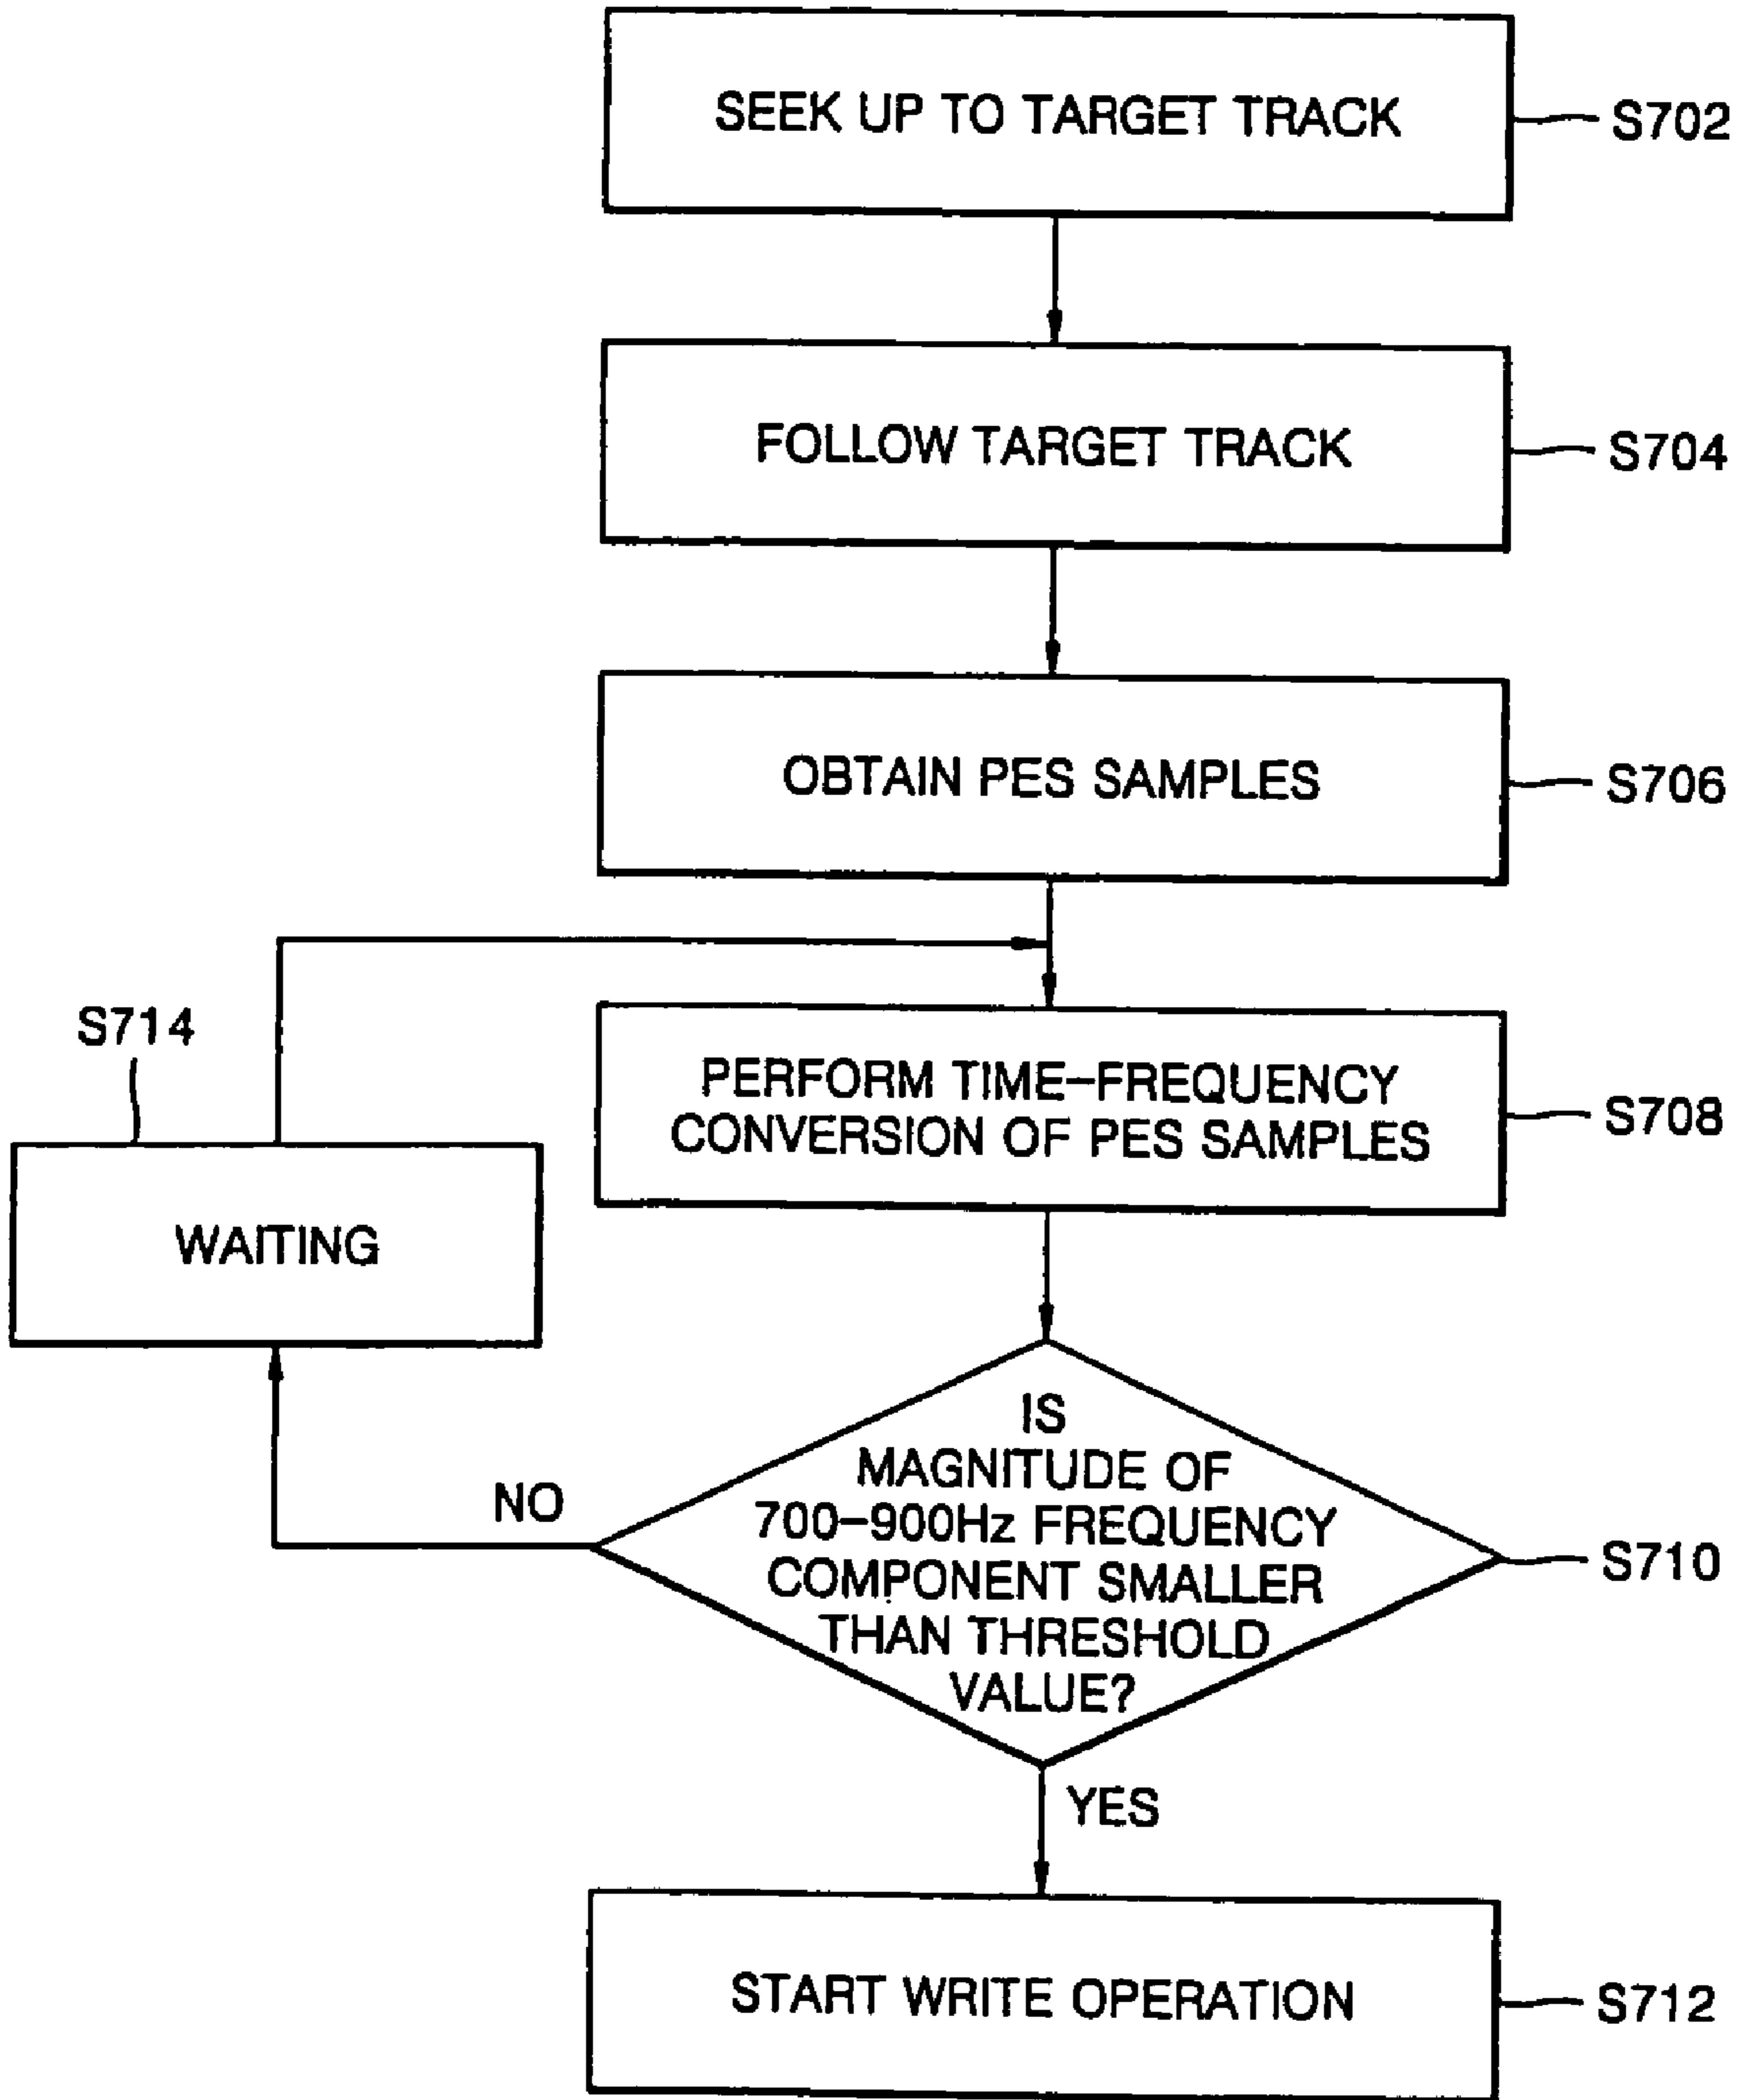 SEEK UP TO TARGET TRACK
S702
FOLLOW TARGET TRACK
S704
OBTAIN PES SAMPLES
S706
S714
PERFORM TIME-FREQUENCY
CONVERSION OF PES SAMPLES
S708
WAITING
IS
MAGNITUDE OF
700-900Hz FREQUENCY
COMPONENT SMALLER
THAN THRESHOLD
VALUE?
NO
S710
YES
START WRITE OPERATION
S712